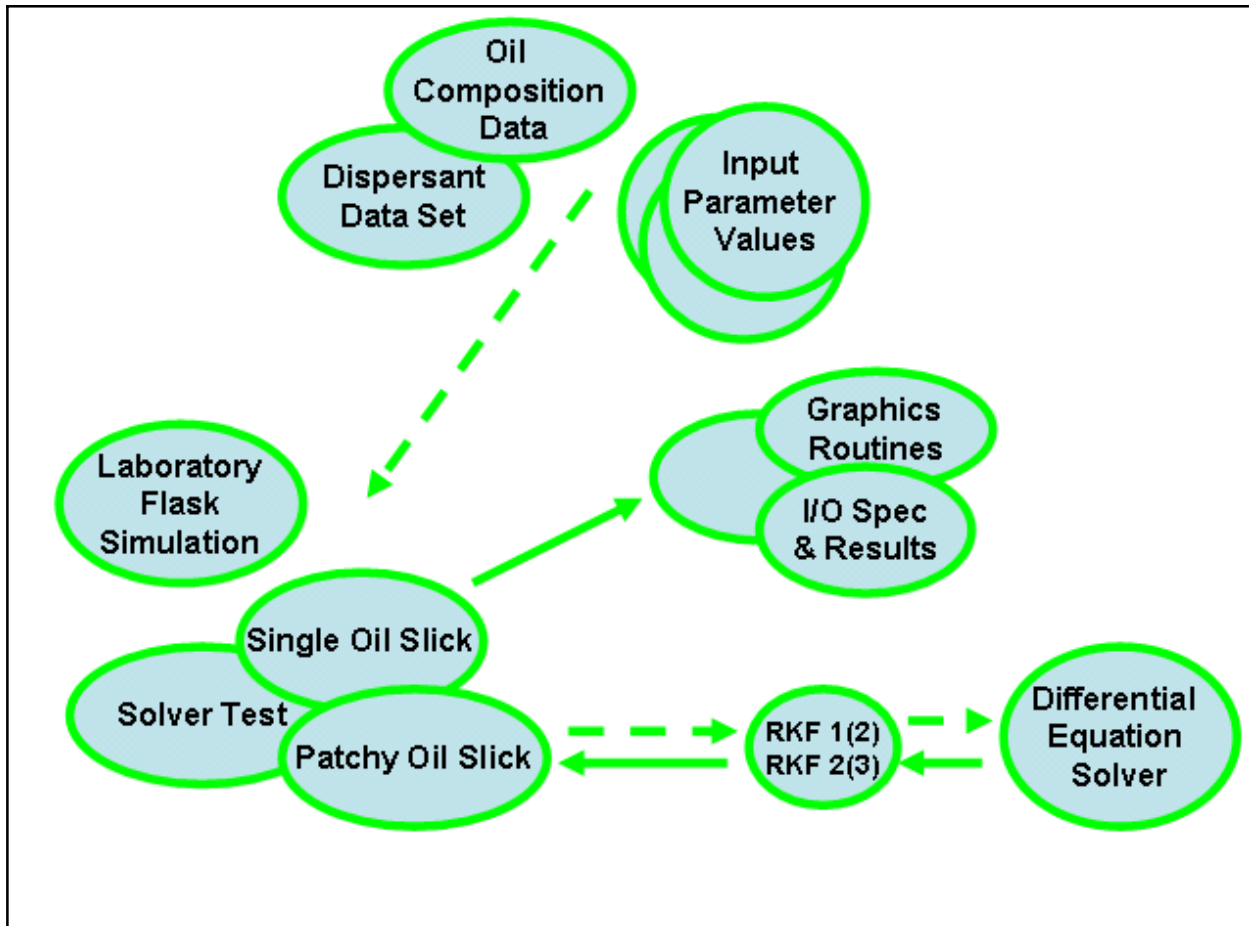 Oil
Composition
Data
Dispersant
Data Set
Input
Parameter
Values
Graphics
Routines
I/O Spec
& Results
Laboratory
Flask
Simulation
Single Oil Slick
Solver Test
Patchy Oil Slick
RKF 1(2)
RKF 2(3)
Differential
Equation
Solver